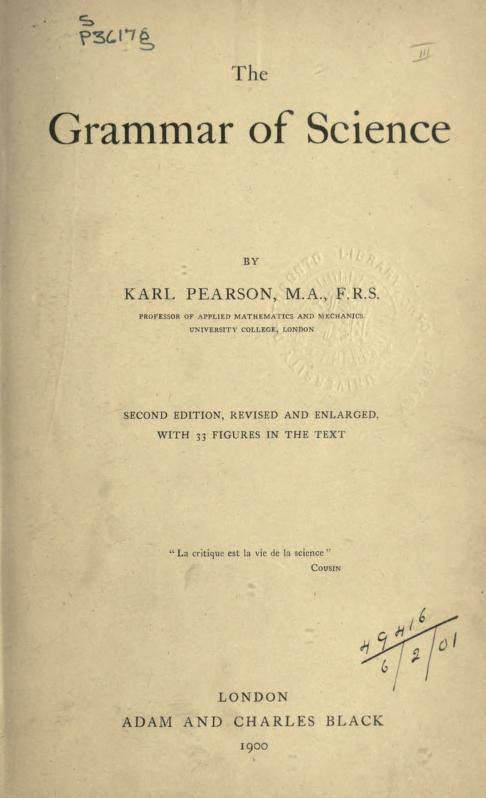 S
P3617g
III
The
Grammar of Science
BY
KARL PEARSON, M.A., F.R.S.
PROFESSOR OF APPLIED MATHEMATICS AND MECHANICS.
UNIVERSITY COLLEGE, LONDON
SECOND EDITION, REVISED AND ENLARGED,
WITH 33 FIGURES IN THE TEXT
"La critique est la vie de la science"
COUSIN
49416
6/2/01
LONDON
ADAM AND CHARLES BLACK
1900